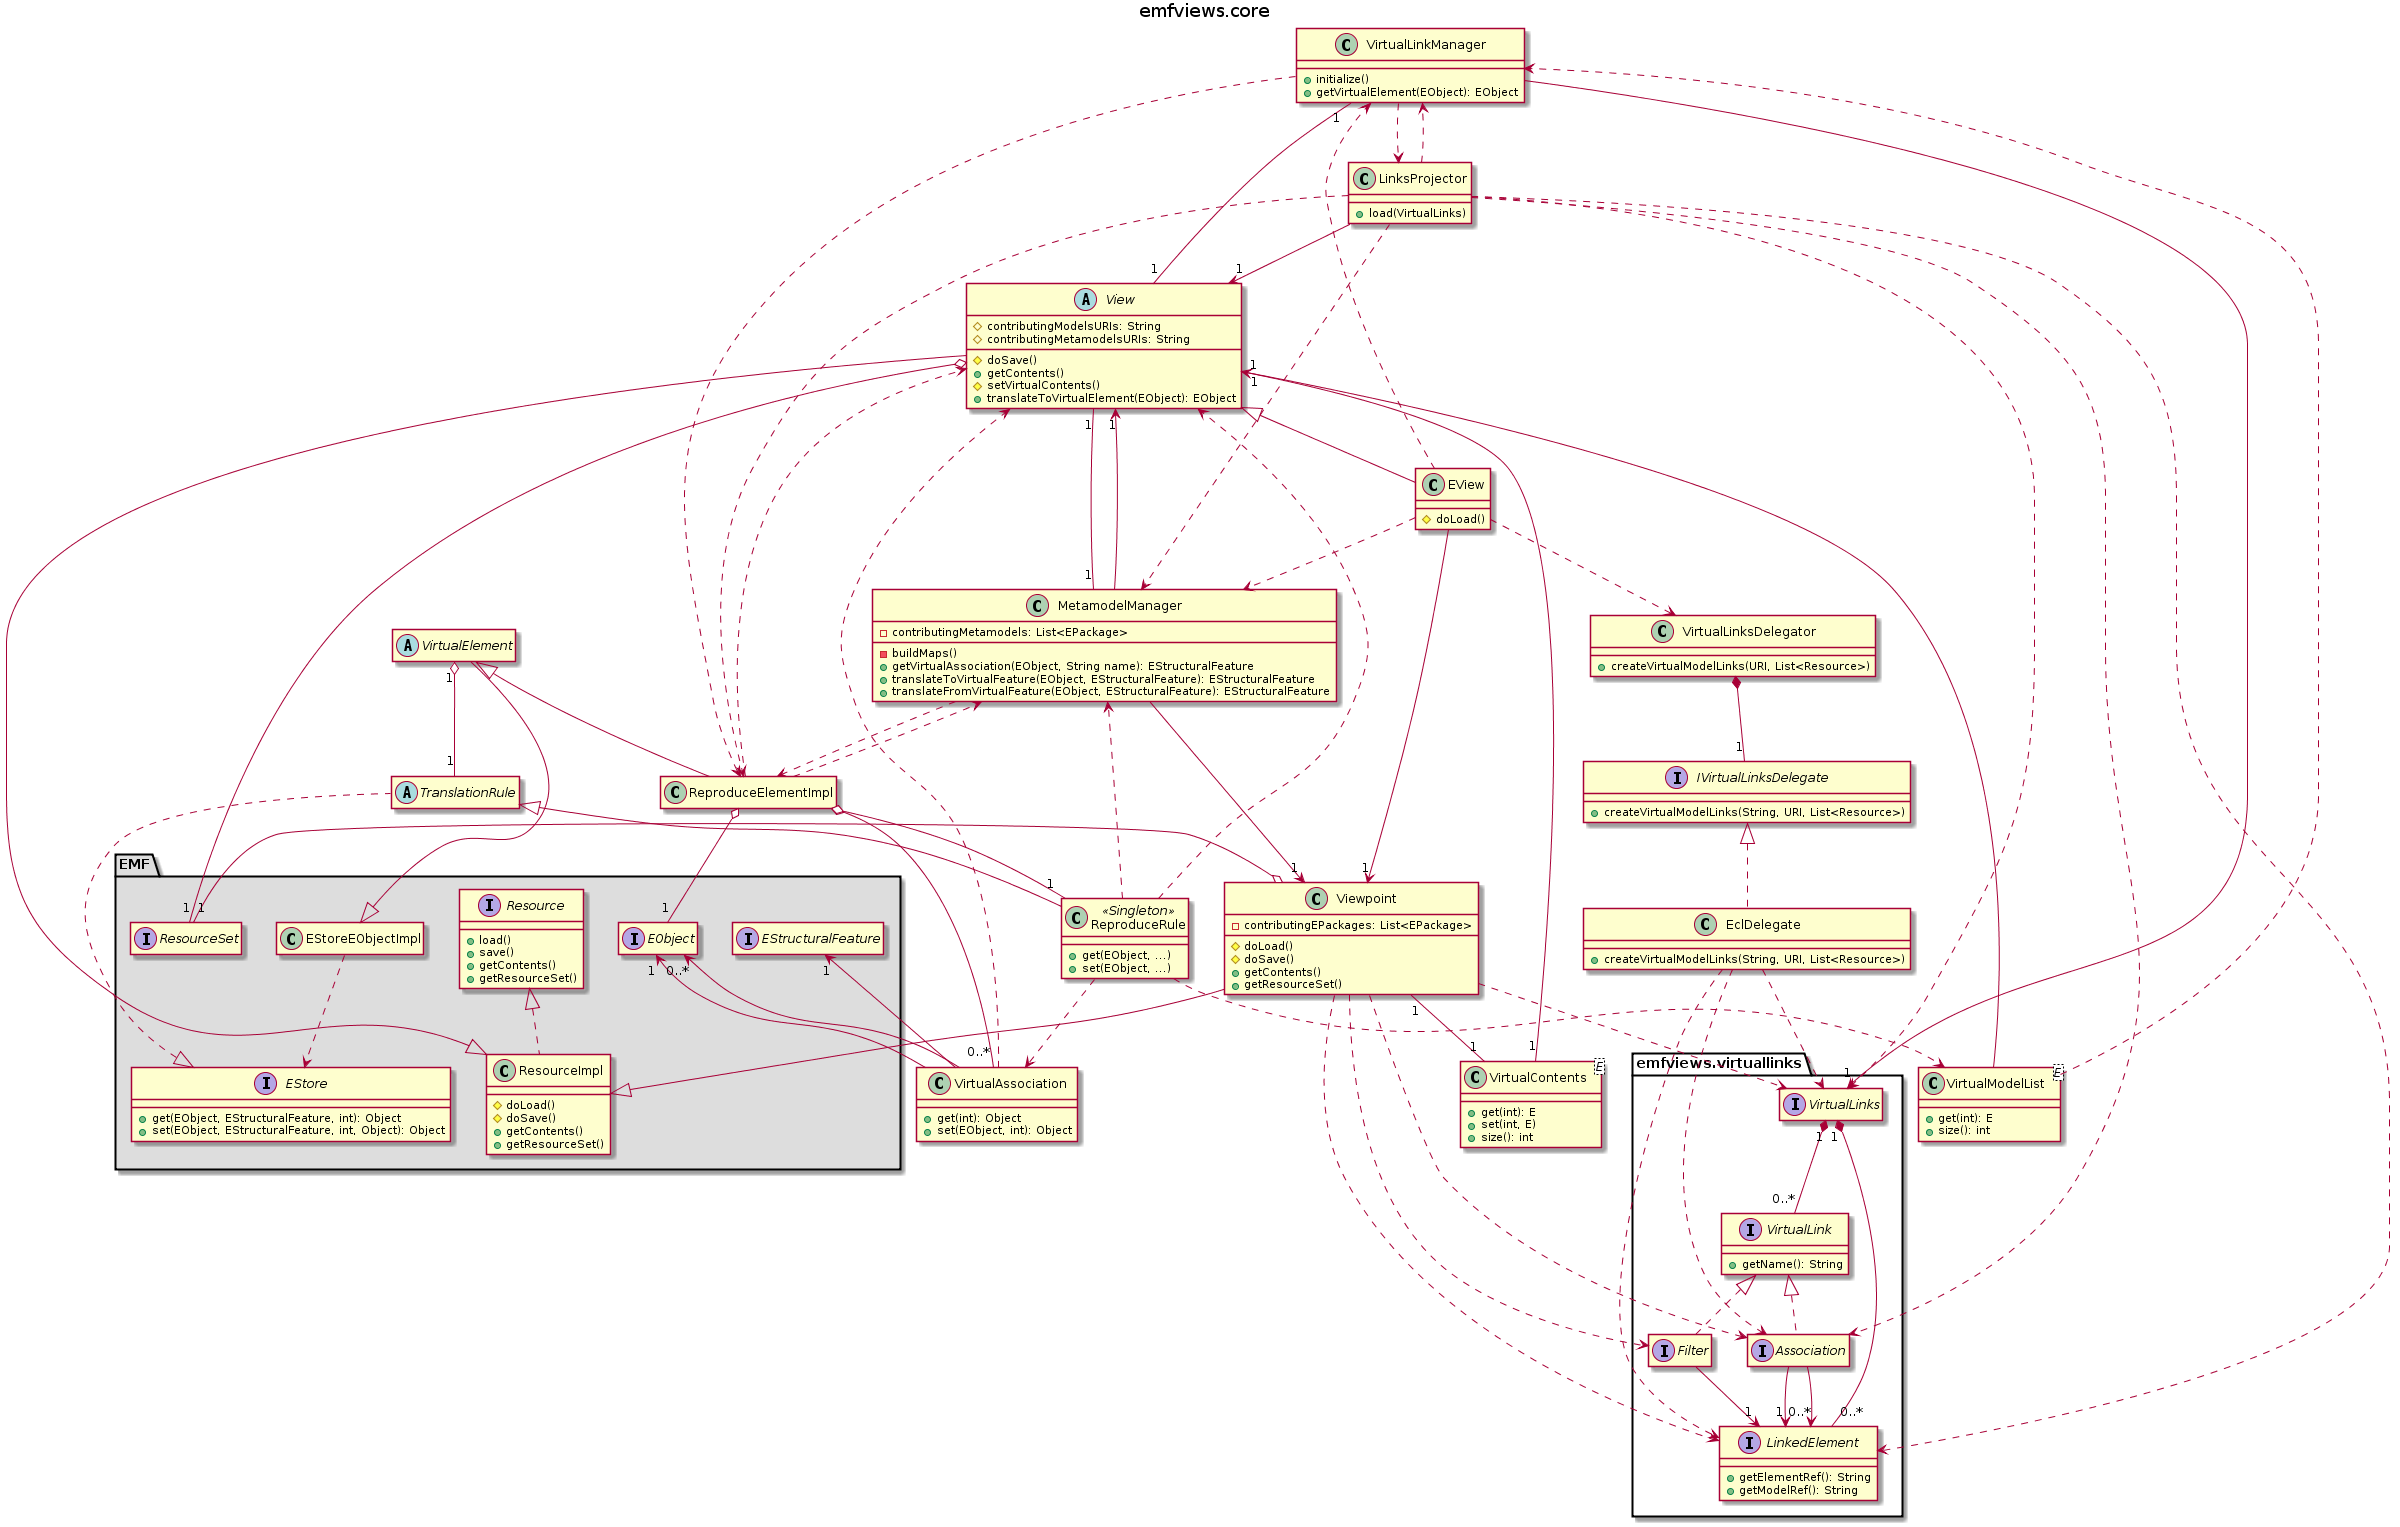 emfviews.core
C VirtualLinkManager
initialize()
getVirtualElement(EObject): EObject
1
C LinksProjector
load(VirtualLinks)
1
1
A View
contributingModelsURIs: String
contributingMetamodelsURIs: String
doSave()
getContents()
setVirtualContents()
translateToVirtualElement(EObject): EObject
1
1
1
1
C EView
doLoad()
1
C MetamodelManager
contributingMetamodels: List<EPackage>
buildMaps()
getVirtualAssociation(EObject, String name): EStructuralFeature
translateToVirtualFeature(EObject, EStructuralFeature): EStructuralFeature
translateFromVirtualFeature(EObject, EStructuralFeature): EStructuralFeature
C VirtualLinksDelegator
createVirtualModelLinks(URI, List<Resource>)
A VirtualElement
1
1
1
A TranslationRule
C ReproduceElementImpl
I IVirtualLinksDelegate
createVirtualModelLinks(String, URI, List<Resource>)
EMF
1
1
1
1
1
1
I ResourceSet
C EStoreEObjectImpl
I Resource
load()
save()
getContents()
getResourceSet()
I EObject
I EStructuralFeature
1
0..*
1
C «Singleton»
ReproduceRule
get(EObject, ...)
set(EObject, ...)
C Viewpoint
contributingEPackages: List<EPackage>
doLoad()
doSave()
getContents()
getResourceSet()
C EclDelegate
createVirtualModelLinks(String, URI, List<Resource>)
1
0..*
1
1
1
I EStore
get(EObject, EStructuralFeature, int): Object
set(EObject, EStructuralFeature, int, Object): Object
C ResourceImpl
doLoad()
doSave()
getContents()
getResourceSet()
C VirtualAssociation
get(int): Object
set(EObject, int): Object
C VirtualContents E
get(int): E
set(int, E)
size(): int
emfviews.virtuallinks
I VirtualLinks
C VirtualModelList E
get(int): E
size(): int
1
1
0..*
I VirtualLink
getName(): String
I Filter
I Association
1
1
0..*
0..*
I LinkedElement
getElementRef(): String
getModelRef(): String